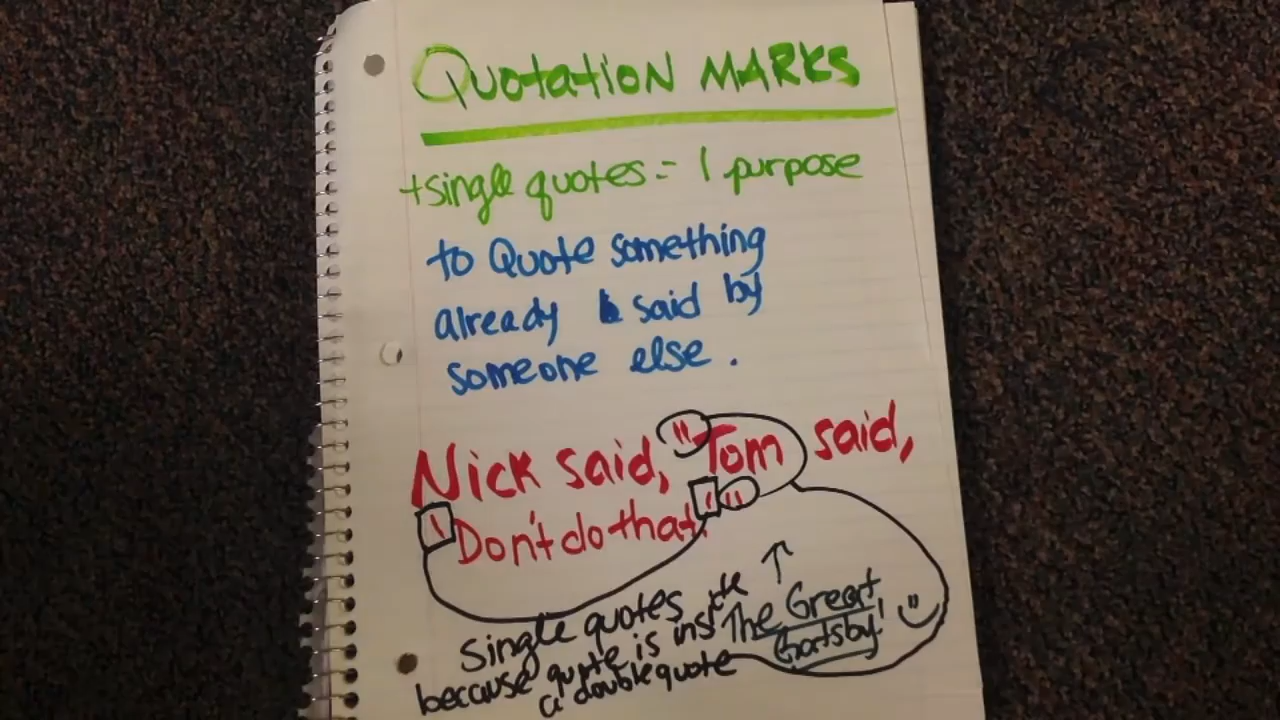 QUOTATION MARKS
+single quotes = 1 purpose
to Quote something
already said by
someone else.
Nick said, "Tom said,
'Don't do that.'"
single quotes
because quote is inside
a double quote
The Great
Gatsby!